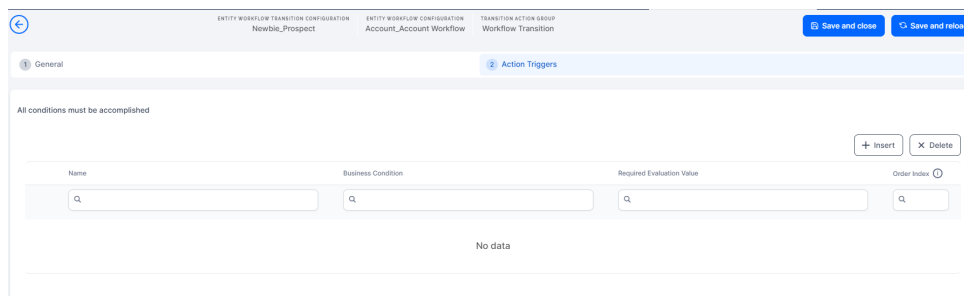 ENTITY WORKFLOW TRANSITION CONFIGURATION ENTITY WORKFLOW CONFIGURATION TRANSITION ACTION GROUP
Newbie_Prospect Account_Account Workflow Workflow Transition
Save and close Save and reloa
1 General 2 Action Triggers
All conditions must be accomplished
Insert Delete
Name Business Condition Required Evaluation Value Order Index
No data